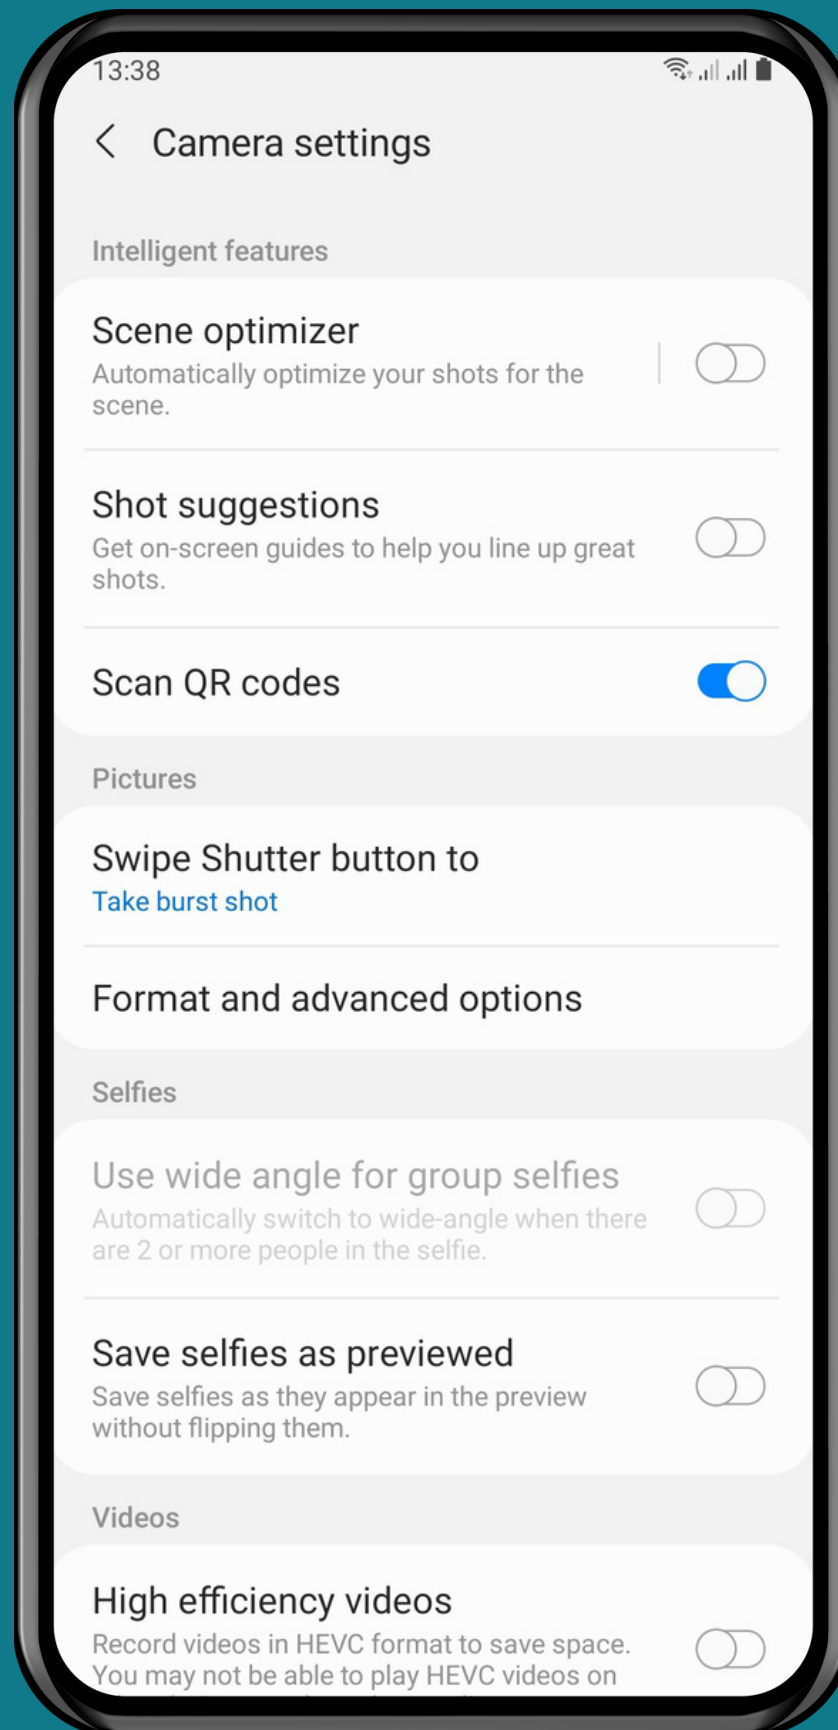 13:38
Camera settings
Intelligent features
Scene optimizer
Automatically optimize your shots for the
scene.
Shot suggestions
Get on-screen guides to help you line up great
shots.
Scan QR codes
Pictures
Swipe Shutter button to
Take burst shot
Format and advanced options
Selfies
Use wide angle for group selfies
Automatically switch to wide-angle when there
are 2 or more people in the selfie.
Save selfies as previewed
Save selfies as they appear in the preview
without flipping them.
Videos
High efficiency videos
Record videos in HEVC format to save space.
You may not be able to play HEVC videos on